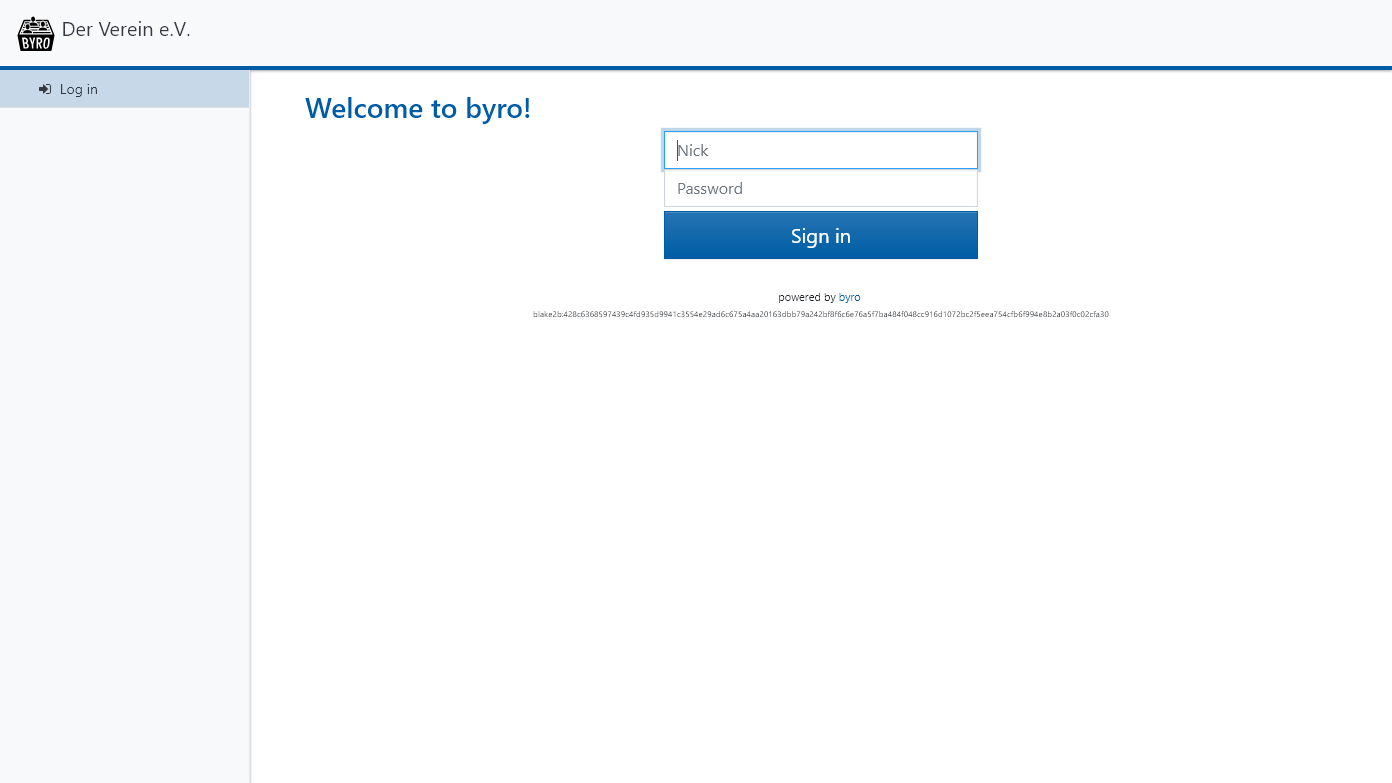 BYRO
Der Verein e.V.
Log in
Welcome to byro!
Nick
Password
Sign in
powered by byro
blake2b:428c6368597439c4fd935d9941c3554e29ad6c675a4aa20163dbb79a242bf8f6c6e76a5f7ba484f048cc916d1072bc2f5eea754cfb6f994e8b2a03f0c02cfa30